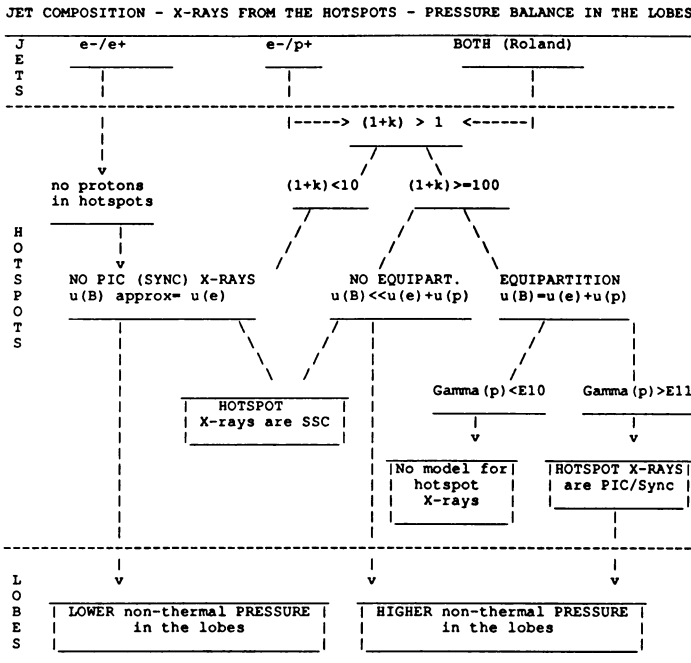 JET COMPOSITION - X-RAYS FROM THE HOTSPOTS - PRESSURE BALANCE IN THE LOBES
JETS
e-/e+ e-/p+ BOTH (Roland)
(1+k) > 1
no protons
in hotspots
(1+k)<10 (1+k)>=100
HOTSPOTS
NO PIC (SYNC) X-RAYS
u(B) approx= u(e)
NO EQUIPART.
u(B)<<u(e)+u(p)
EQUIPARTITION
u(B)=u(e)+u(p)
HOTSPOT
X-rays are SSC
Gamma(p)<E10 Gamma(p)>E11
No model for
hotspot
X-rays
HOTSPOT X-RAYS
are PIC/Sync
LOBES
LOWER non-thermal PRESSURE
in the lobes
HIGHER non-thermal PRESSURE
in the lobes